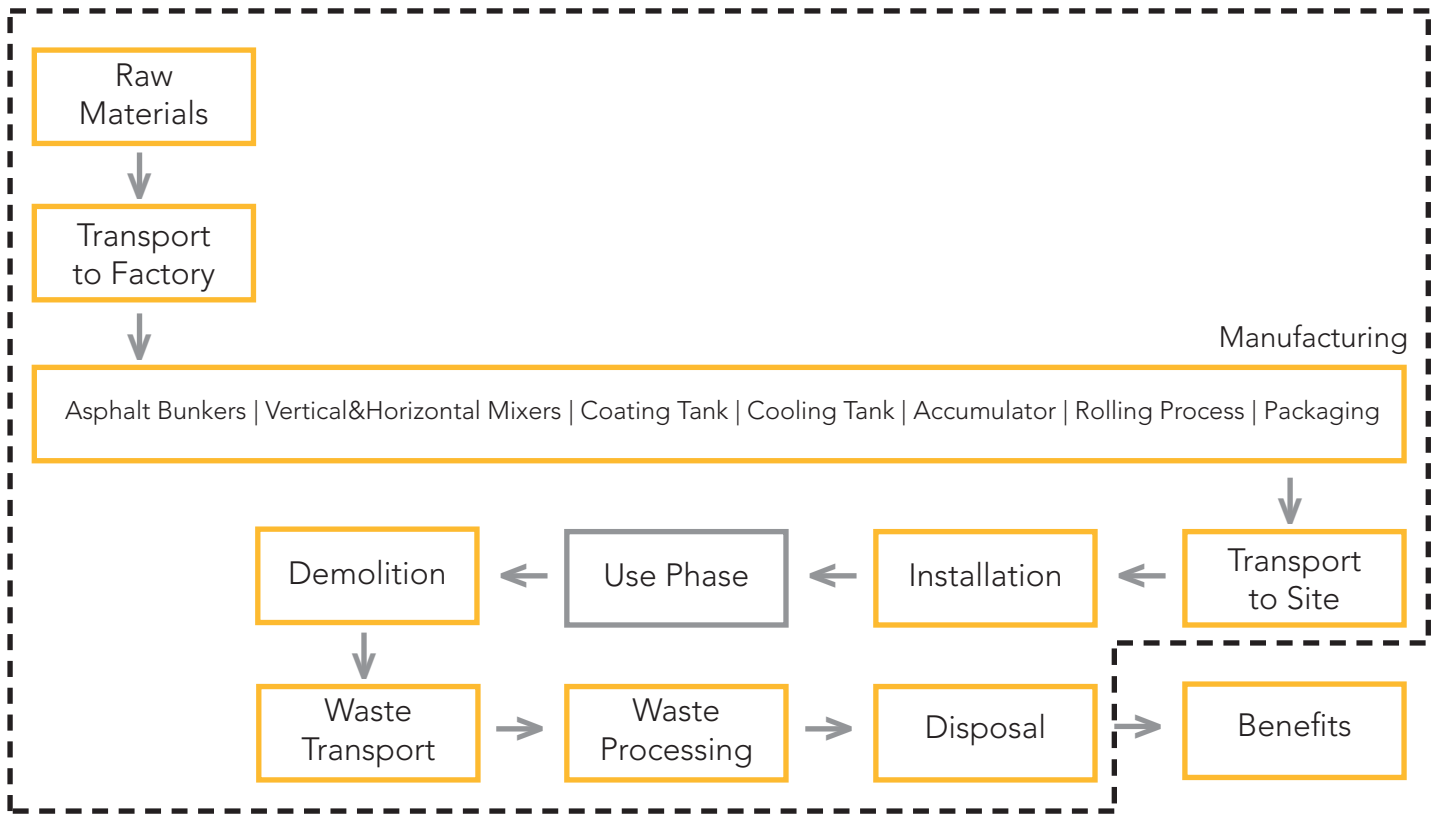 Raw
Materials
Transport
to Factory
Manufacturing
Asphalt Bunkers | Vertical&Horizontal Mixers | Coating Tank | Cooling Tank | Accumulator | Rolling Process | Packaging
Transport
to Site
Installation
Use Phase
Demolition
Waste
Transport
Waste
Processing
Disposal
Benefits